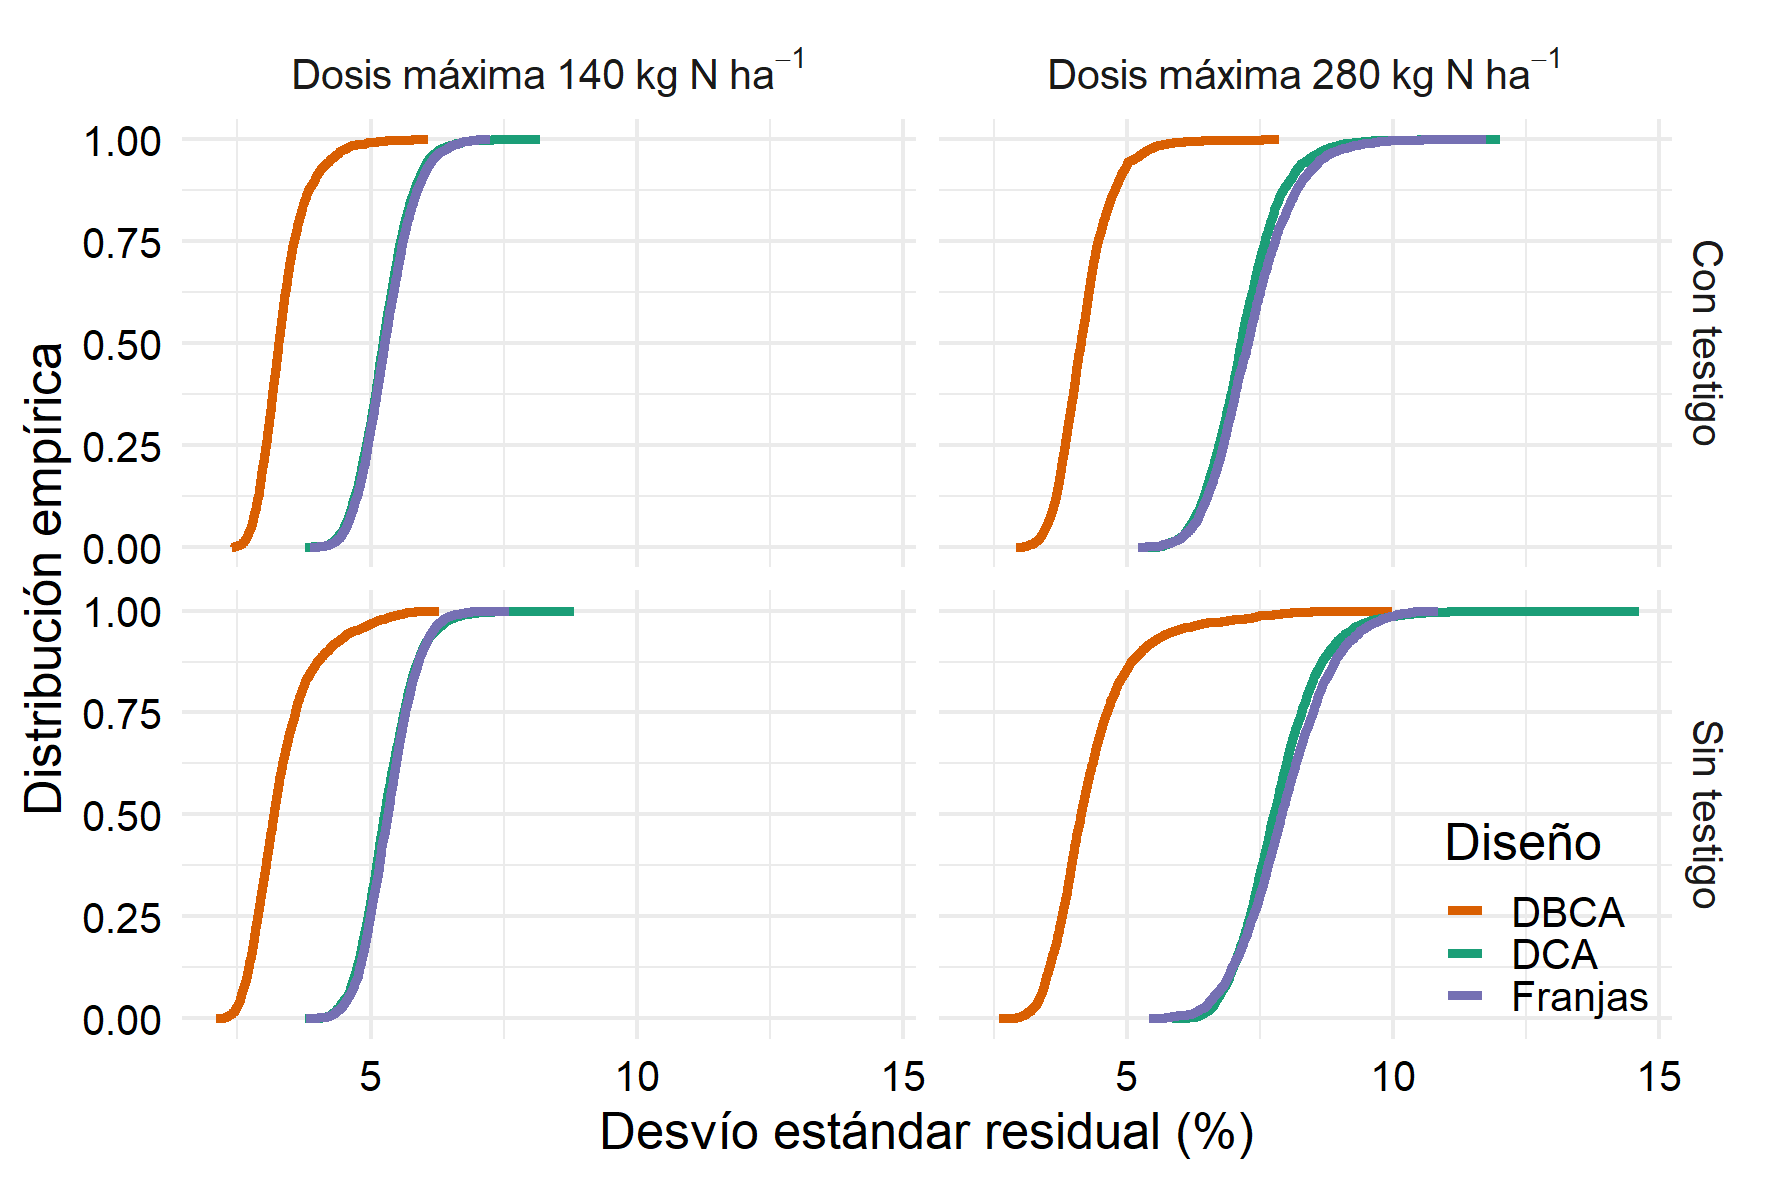 Dosis máxima 140 kg N ha⁻¹
Dosis máxima 280 kg N ha⁻¹
1.00
0.75
0.50
0.25
0.00
Con testigo
1.00
0.75
0.50
0.25
0.00
Sin testigo
Distribución empírica
Diseño
DBCA
DCA
Franjas
5
10
15
5
10
15
Desvío estándar residual (%)